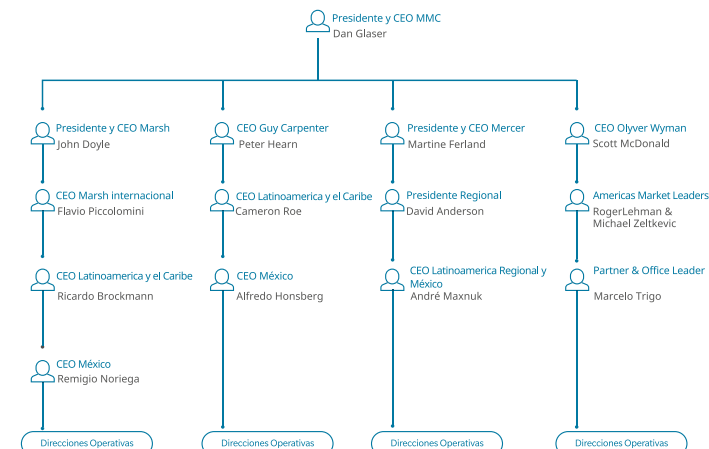 Presidente y CEO MMC
Dan Glaser
Presidente y CEO Marsh
John Doyle
CEO Guy Carpenter
Peter Hearn
Presidente y CEO Mercer
Martine Ferland
CEO Olyver Wyman
Scott McDonald
CEO Marsh internacional
Flavio Piccolomini
CEO Latinoamerica y el Caribe
Cameron Roe
Presidente Regional
David Anderson
Americas Market Leaders
RogerLehman &
Michael Zeltkevic
CEO Latinoamerica y el Caribe
Ricardo Brockmann
CEO México
Alfredo Honsberg
CEO Latinoamerica Regional y
México
André Maxnuk
Partner & Office Leader
Marcelo Trigo
CEO México
Remigio Noriega
Direcciones Operativas
Direcciones Operativas
Direcciones Operativas
Direcciones Operativas